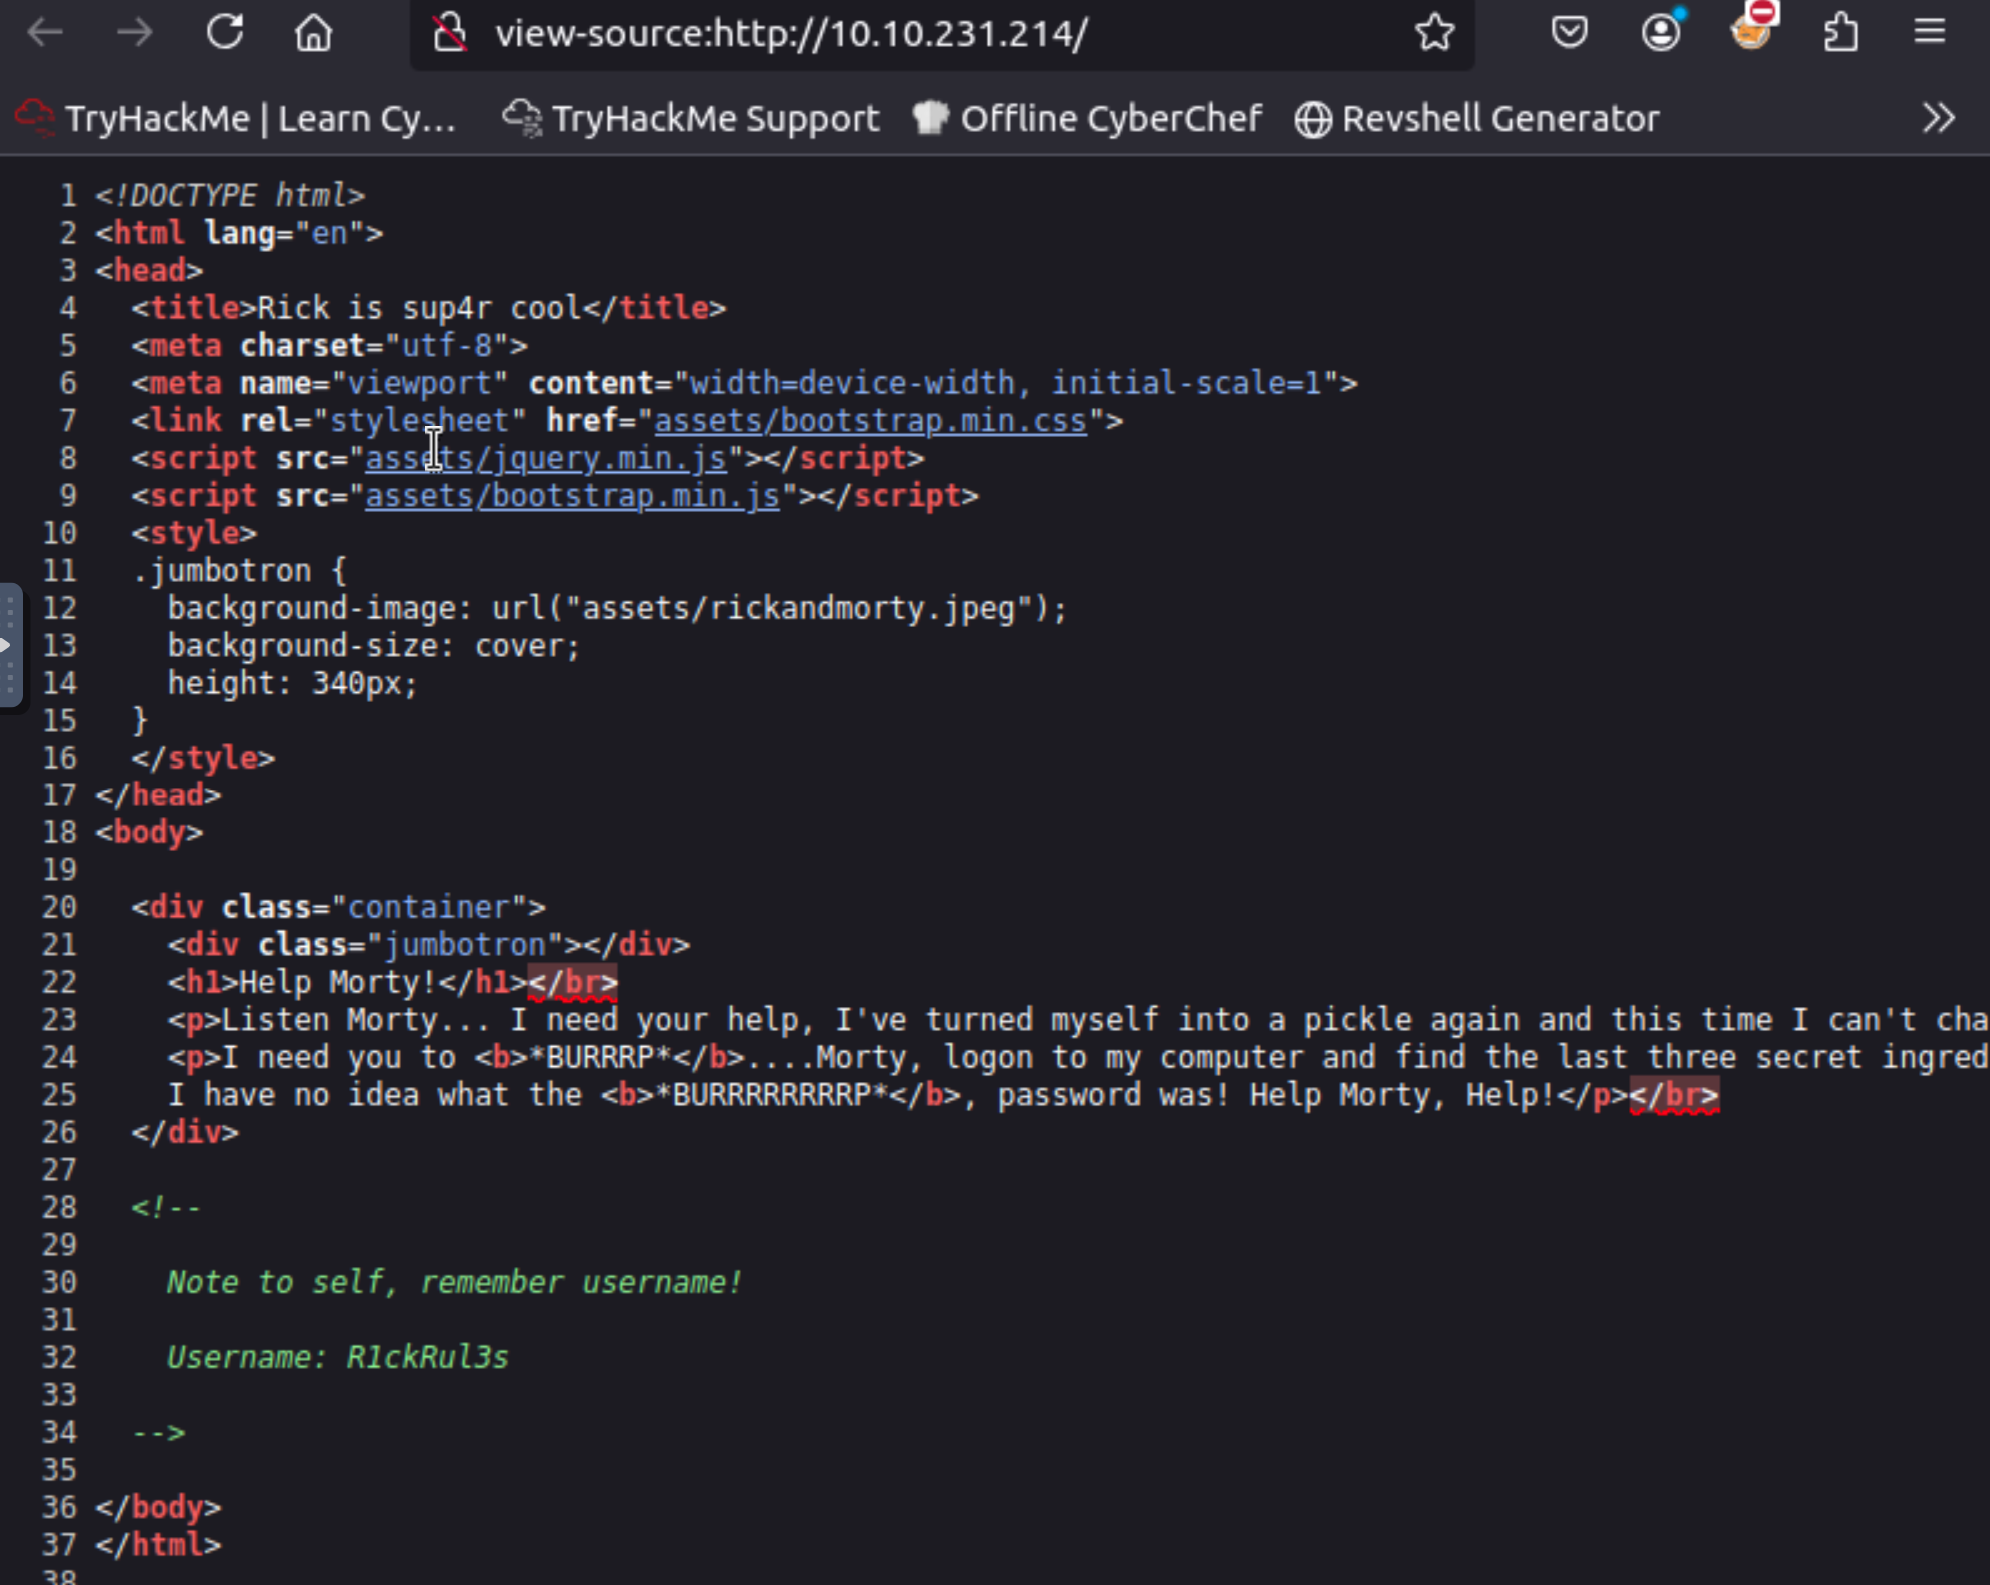 view-source:http://10.10.231.214/
TryHackMe | Learn Cy... TryHackMe Support Offline CyberChef Revshell Generator
1 <!DOCTYPE html>
2 <html lang="en">
3 <head>
4 <title>Rick is sup4r cool</title>
5 <meta charset="utf-8">
6 <meta name="viewport" content="width=device-width, initial-scale=1">
7 <link rel="stylesheet" href="assets/bootstrap.min.css">
8 <script src="assets/jquery.min.js"></script>
9 <script src="assets/bootstrap.min.js"></script>
10 <style>
11 .jumbotron {
12 background-image: url("assets/rickandmorty.jpeg");
13 background-size: cover;
14 height: 340px;
15 }
16 </style>
17 </head>
18 <body>
19
20 <div class="container">
21 <div class="jumbotron"></div>
22 <h1>Help Morty!</h1></br>
23 <p>Listen Morty... I need your help, I've turned myself into a pickle again and this time I can't cha
24 <p>I need you to <b>*BURRRP*</b>....Morty, logon to my computer and find the last three secret ingred
25 I have no idea what the <b>*BURRRRRRRRP*</b>, password was! Help Morty, Help!</p></br>
26 </div>
27
28 <!--
29
30 Note to self, remember username!
31
32 Username: R1ckRul3s
33
34 -->
35
36 </body>
37 </html>
38